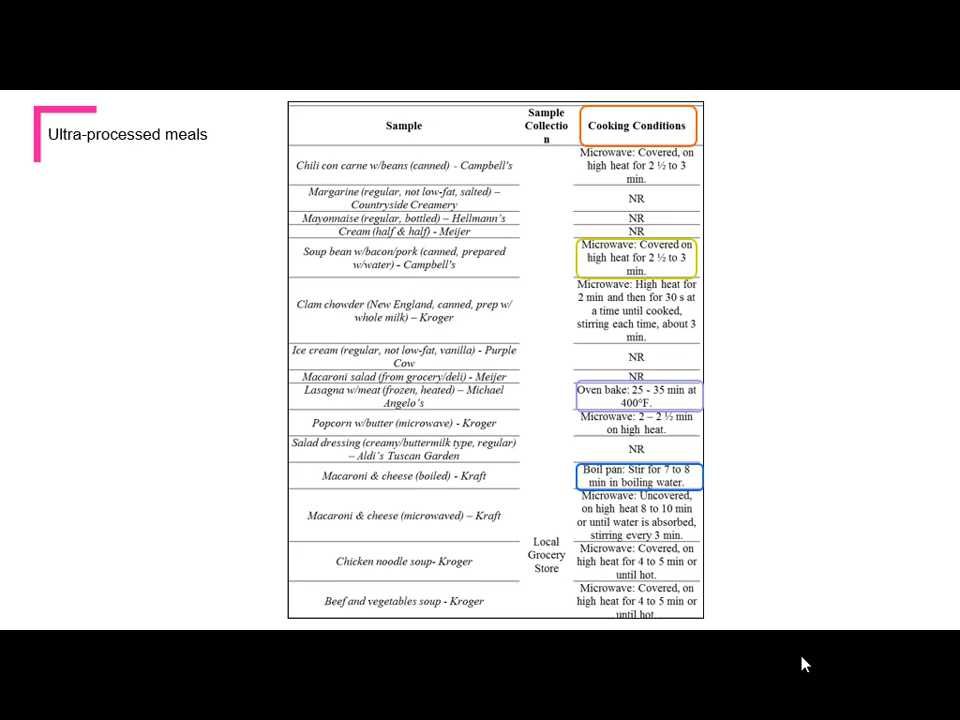 Ultra-processed meals
Sample
Sample
Collectio
n
Cooking Conditions
Chili con carne w/beans (canned) - Campbell's
Microwave: Covered, on
high heat for 2 ½ to 3
min.
Margarine (regular, not low-fat, salted) –
Countryside Creamery
NR
Mayonnaise (regular, bottled) – Hellmann's
NR
Cream (half & half) - Meijer
NR
Soup bean w/bacon/pork (canned, prepared
w/water) - Campbell's
Microwave: Covered on
high heat for 2 ½ to 3
min.
Clam chowder (New England, canned, prep w/
whole milk) – Kroger
Microwave: High heat for
2 min and then for 30 s at
a time until cooked,
stirring each time, about 3
min.
Ice cream (regular, not low-fat, vanilla) - Purple
Cow
NR
Macaroni salad (from grocery/deli) - Meijer
NR
Lasagna w/meat (frozen, heated) – Michael
Angelo's
Oven bake: 25 - 35 min at
400°F.
Popcorn w/butter (microwave) - Kroger
Microwave: 2 – 2 ½ min
on high heat.
Salad dressing (creamy/buttermilk type, regular)
– Aldi's Tuscan Garden
NR
Macaroni & cheese (boiled) - Kraft
Boil pan: Stir for 7 to 8
min in boiling water.
Macaroni & cheese (microwaved) – Kraft
Microwave: Uncovered,
on high heat 8 to 10 min
or until water is absorbed,
stirring every 3 min.
Local
Grocery
Store
Chicken noodle soup- Kroger
Microwave: Covered, on
high heat for 4 to 5 min or
until hot.
Beef and vegetables soup - Kroger
Microwave: Covered, on
high heat for 4 to 5 min or
until hot.